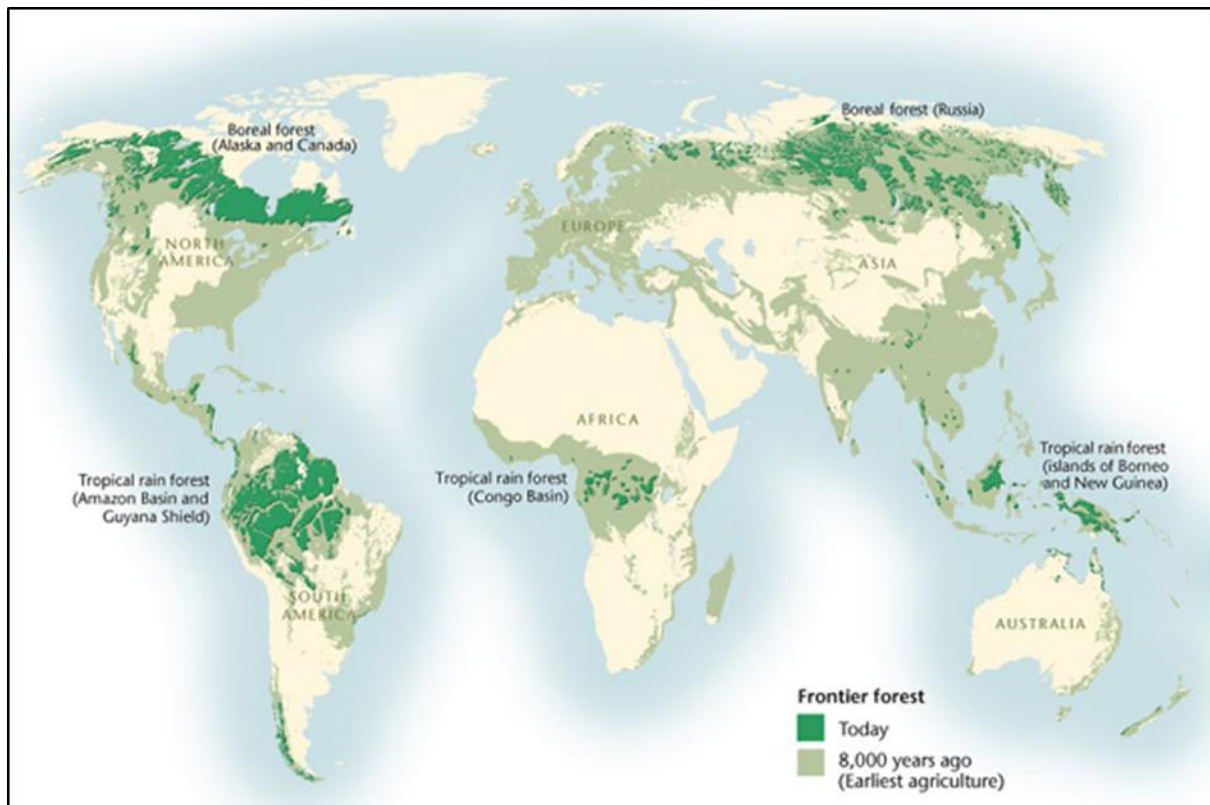 Boreal forest
(Alaska and Canada)
Boreal forest (Russia)
NORTH
AMERICA
EUROPE
ASIA
AFRICA
Tropical rain forest
(Amazon Basin and
Guyana Shield)
Tropical rain forest
(Congo Basin)
Tropical rain forest
(islands of Borneo
and New Guinea)
SOUTH
AMERICA
AUSTRALIA
Frontier forest
Today
8,000 years ago
(Earliest agriculture)